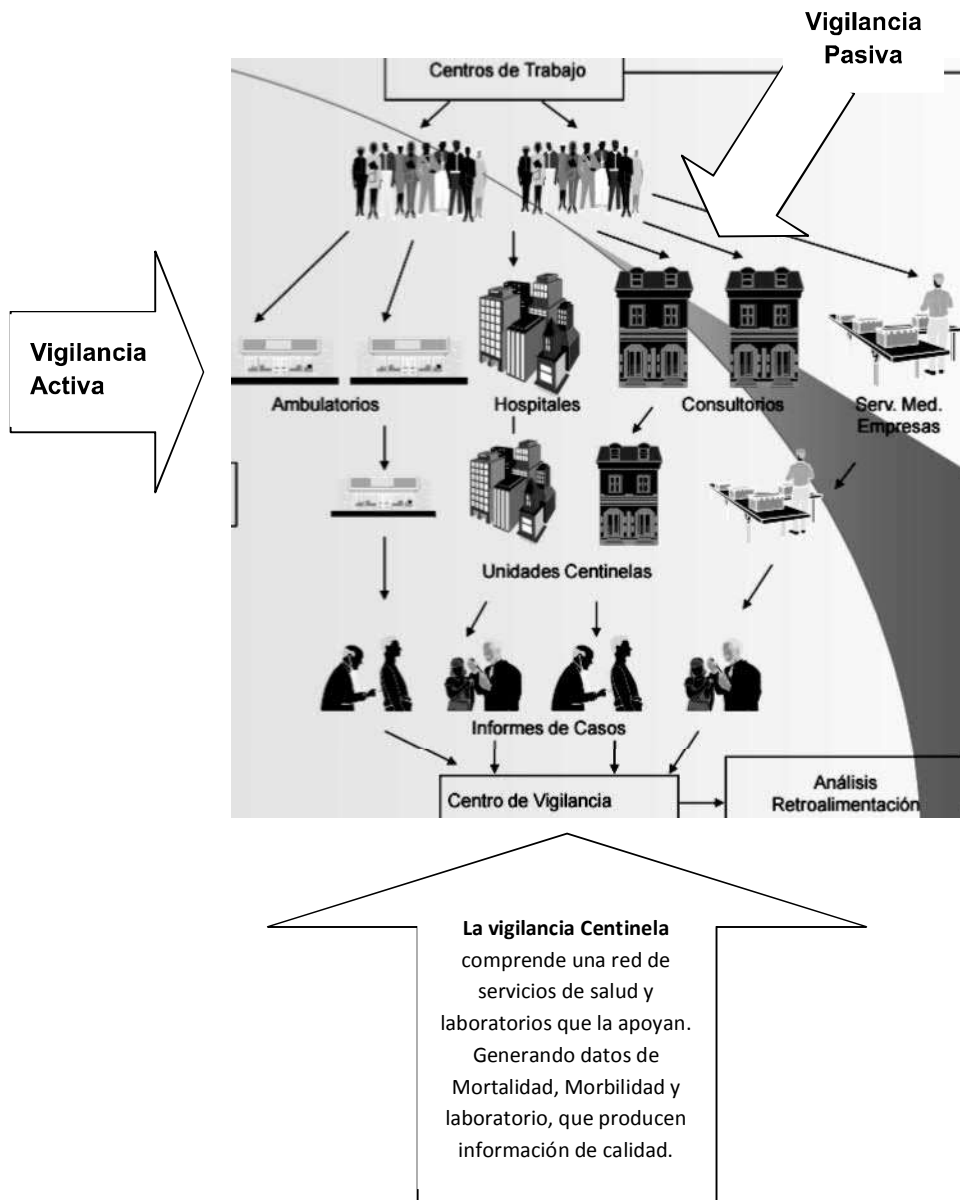 Vigilancia
Pasiva
Centros de Trabajo
Vigilancia
Activa
Ambulatorios
Hospitales
Consultorios
Serv. Med.
Empresas
Unidades Centinelas
Informes de Casos
Centro de Vigilancia
Análisis
Retroalimentación
La vigilancia Centinela
comprende una red de
servicios de salud y
laboratorios que la apoyan.
Generando datos de
Mortalidad, Morbilidad y
laboratorio, que producen
información de calidad.